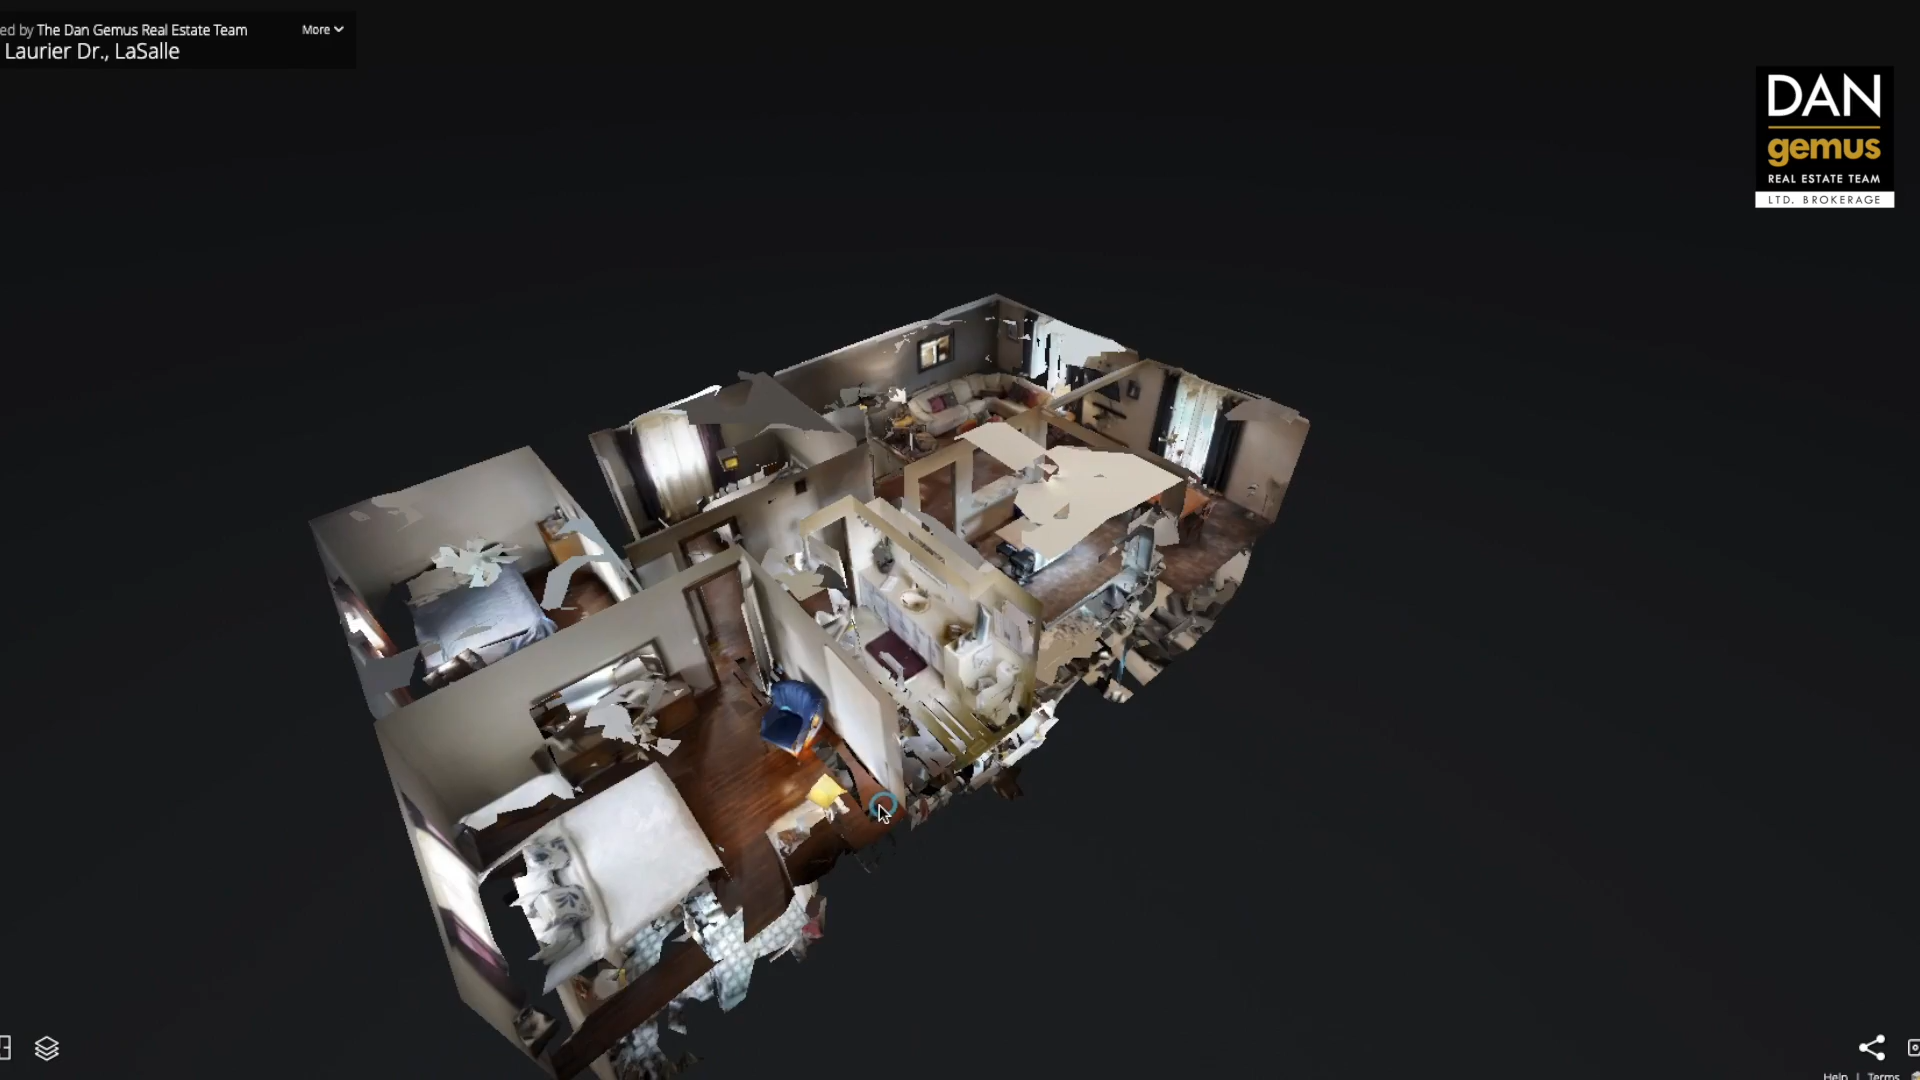 ed by The Dan Gemus Real Estate Team
More
Laurier Dr., LaSalle
DAN
gemus
REAL ESTATE TEAM
LTD. BROKERAGE
Help | Terms